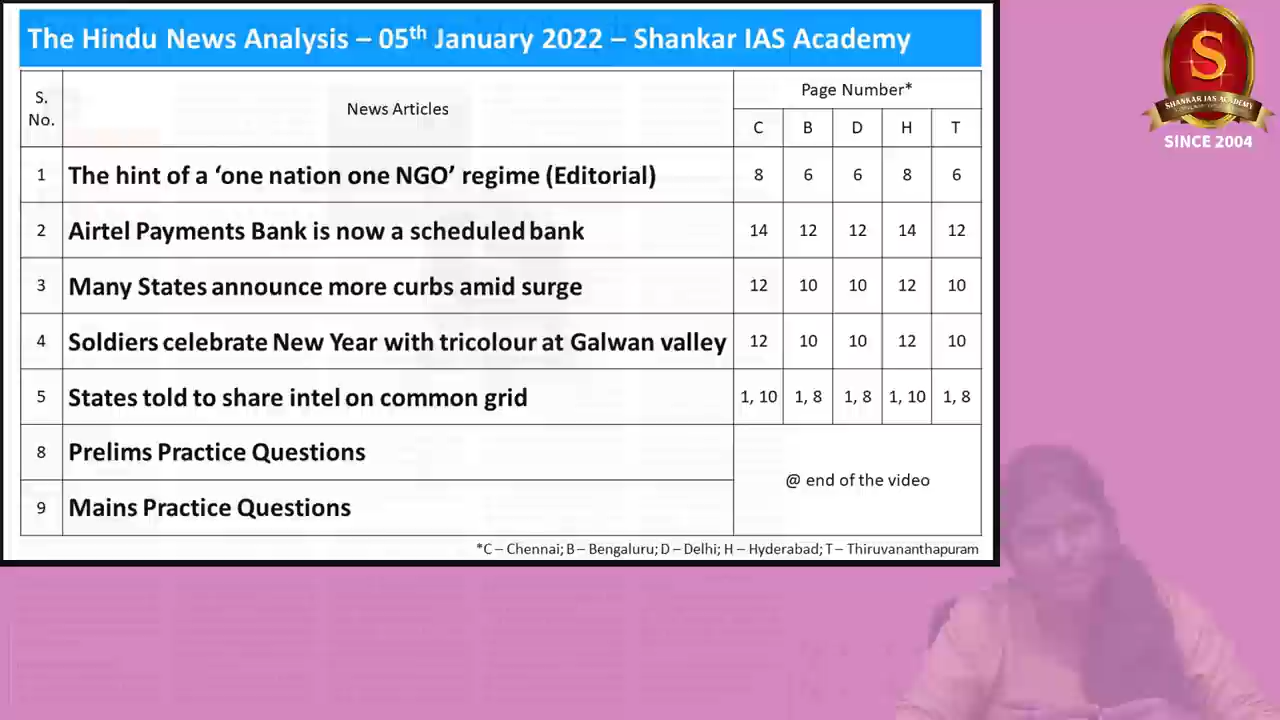 The Hindu News Analysis – 05th January 2022 – Shankar IAS Academy
S. No. News Articles Page Number*
C B D H T
1 The hint of a ‘one nation one NGO’ regime (Editorial) 8 6 6 8 6
2 Airtel Payments Bank is now a scheduled bank 14 12 12 14 12
3 Many States announce more curbs amid surge 12 10 10 12 10
4 Soldiers celebrate New Year with tricolour at Galwan valley 12 10 10 12 10
5 States told to share intel on common grid 1, 10 1, 8 1, 8 1, 10 1, 8
8 Prelims Practice Questions
@ end of the video
9 Mains Practice Questions
*C – Chennai; B – Bengaluru; D – Delhi; H – Hyderabad; T – Thiruvananthapuram
S
SHANKAR IAS ACADEMY
SINCE 2004